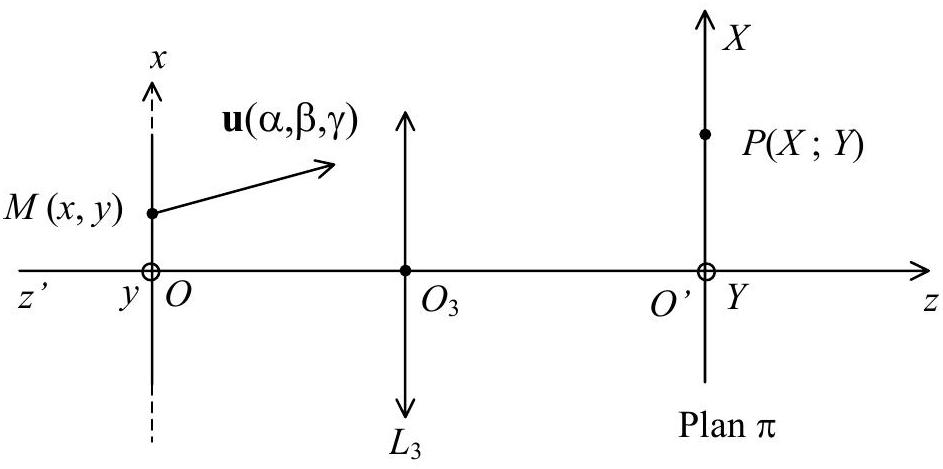 X
x
u(α,β,γ)
P(X ; Y)
M (x, y)
z’
y
O
O3
O’
Y
z
Plan π
L3